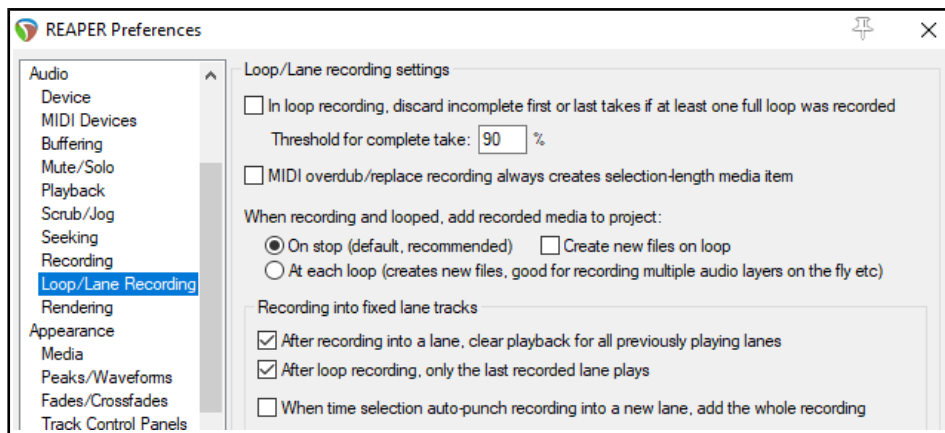 REAPER Preferences
Audio
Device
MIDI Devices
Buffering
Mute/Solo
Playback
Scrub/Jog
Seeking
Recording
Loop/Lane Recording
Rendering
Appearance
Media
Peaks/Waveforms
Fades/Crossfades
Track Control Panels
Loop/Lane recording settings
In loop recording, discard incomplete first or last takes if at least one full loop was recorded
Threshold for complete take: 90 %
MIDI overdub/replace recording always creates selection-length media item
When recording and looped, add recorded media to project:
On stop (default, recommended) Create new files on loop
At each loop (creates new files, good for recording multiple audio layers on the fly etc)
Recording into fixed lane tracks
After recording into a lane, clear playback for all previously playing lanes
After loop recording, only the last recorded lane plays
When time selection auto-punch recording into a new lane, add the whole recording